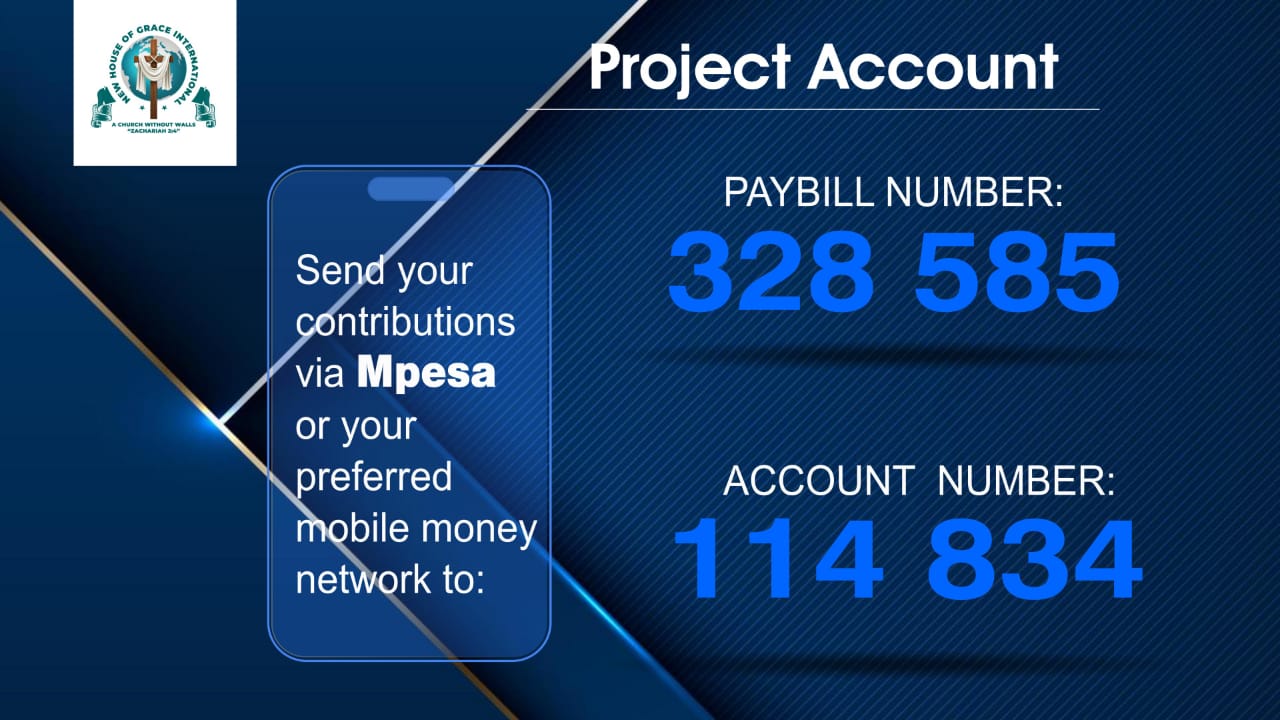 NEW HOUSE OF GRACE INTERNATIONAL
A CHURCH WITHOUT WALLS
"ZACHARIAH 2:4"
Project Account
Send your
contributions
via Mpesa
or your
preferred
mobile money
network to:
PAYBILL NUMBER:
328 585
ACCOUNT NUMBER:
114 834